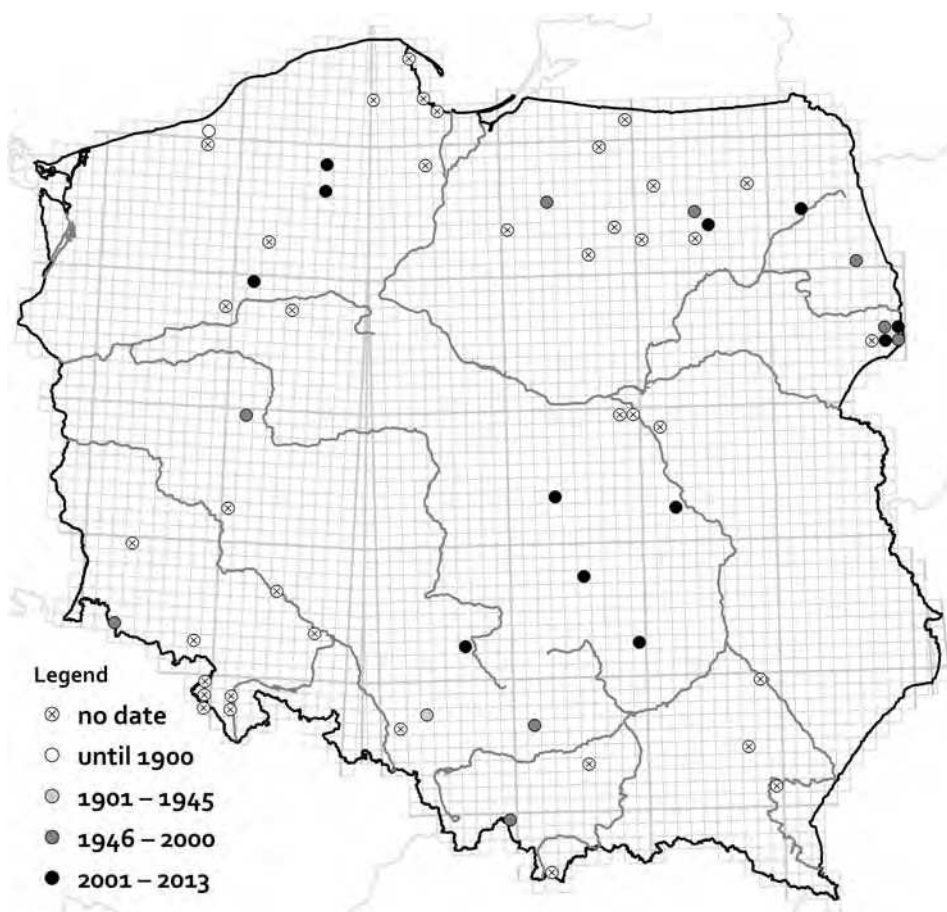 Legend
no date
until 1900
1901 – 1945
1946 – 2000
2001 – 2013